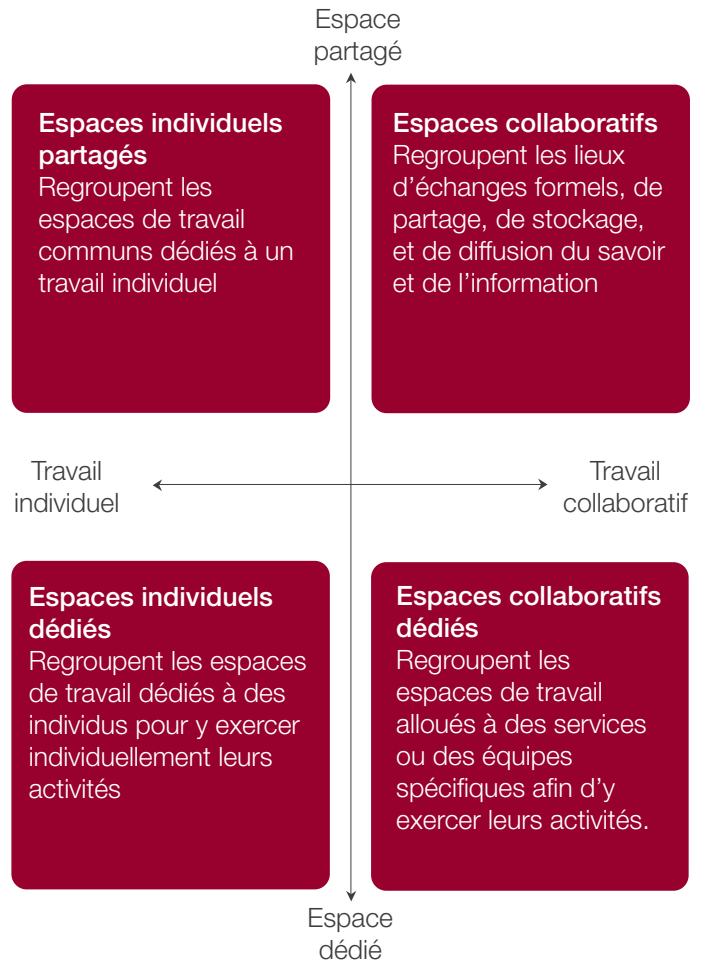 Espace
partagé
Espaces individuels
partagés
Regroupent les
espaces de travail
communs dédiés à un
travail individuel
Espaces collaboratifs
Regroupent les lieux
d’échanges formels, de
partage, de stockage,
et de diffusion du savoir
et de l’information
Travail
individuel
Travail
collaboratif
Espaces individuels
dédiés
Regroupent les espaces
de travail dédiés à des
individus pour y exercer
individuellement leurs
activités
Espaces collaboratifs
dédiés
Regroupent les
espaces de travail
alloués à des services
ou des équipes
spécifiques afin d’y
exercer leurs activités.
Espace
dédié